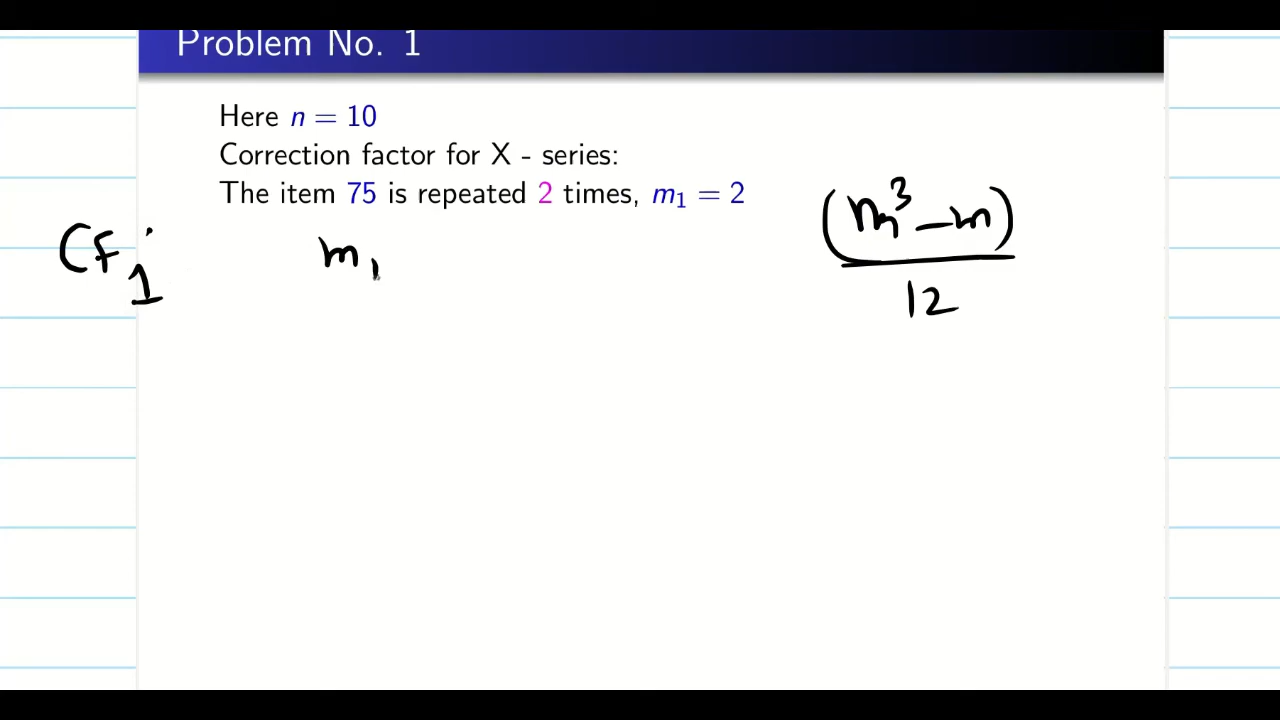 Problem No. 1
Here n = 10
Correction factor for X - series:
The item 75 is repeated 2 times, m₁ = 2
CF₁ m₁
(m³ - m)
12